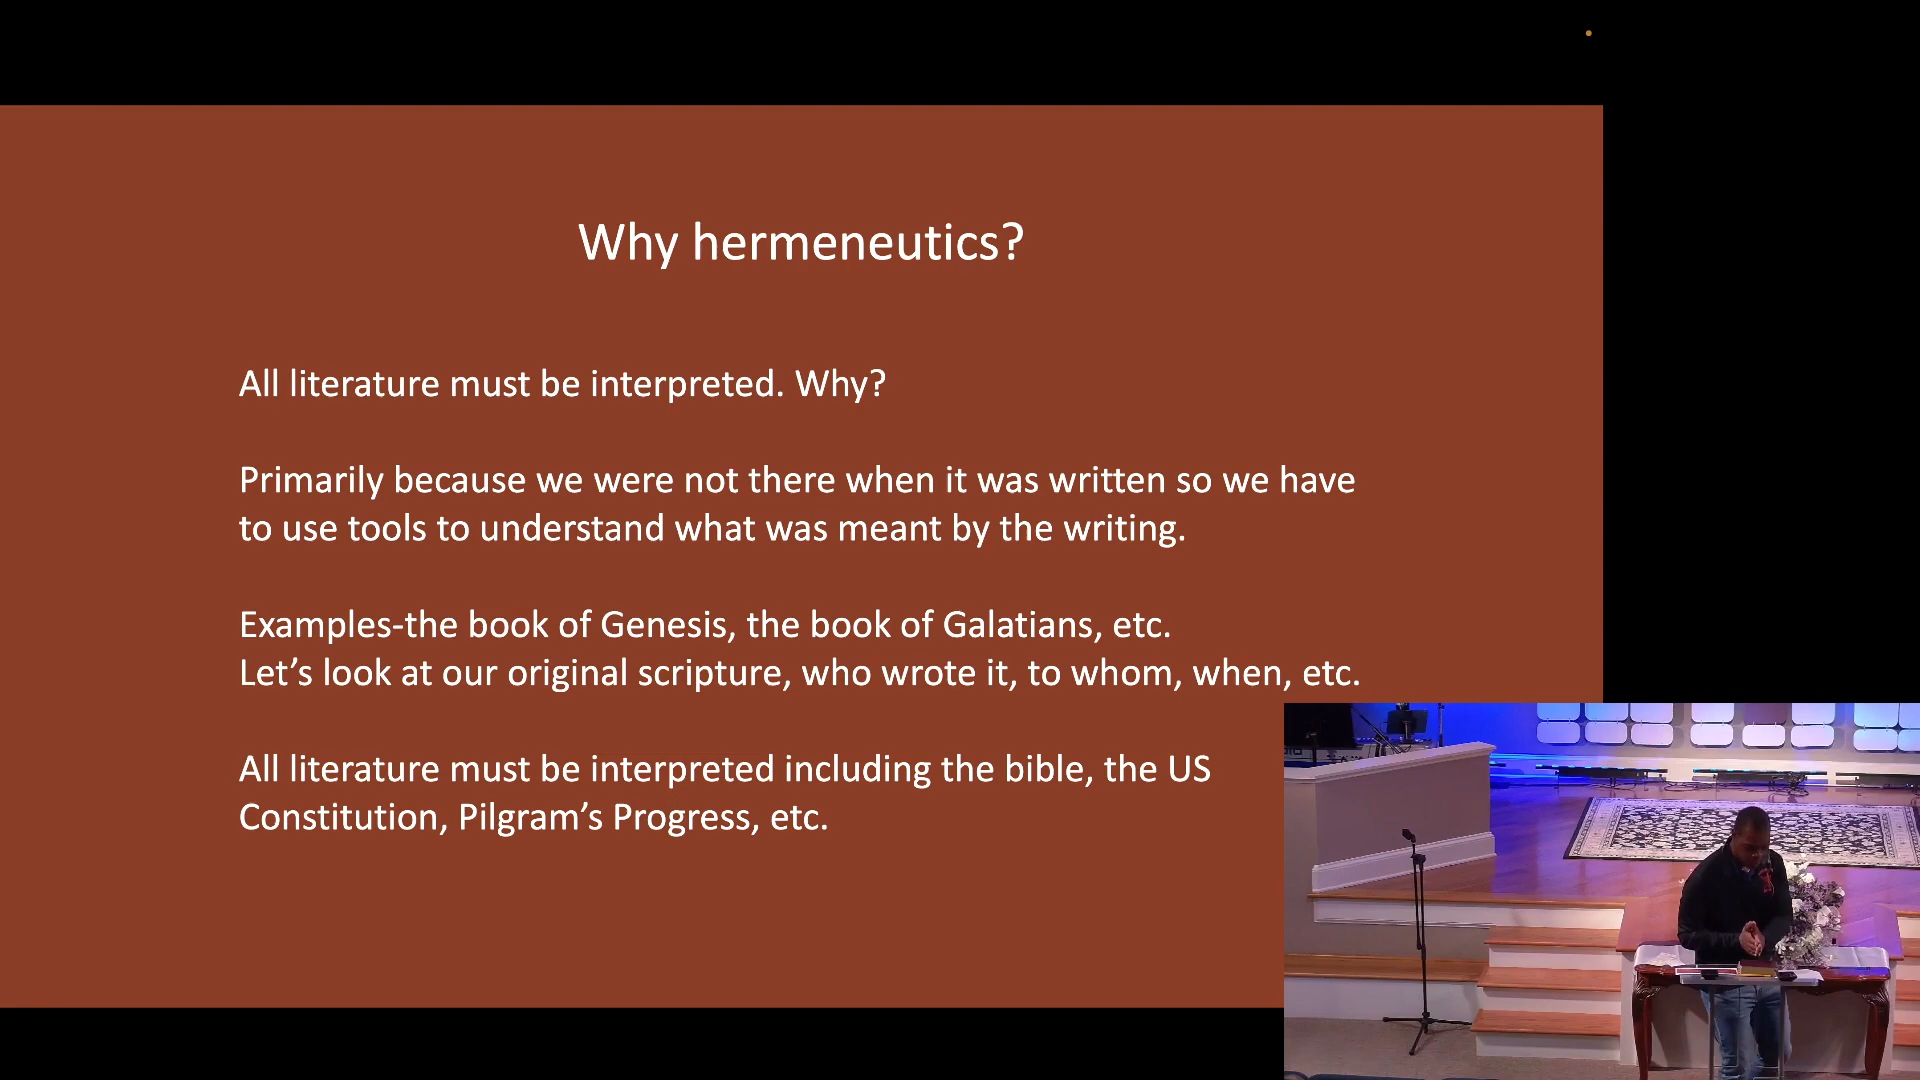 Why hermeneutics?
All literature must be interpreted. Why?
Primarily because we were not there when it was written so we have
to use tools to understand what was meant by the writing.
Examples-the book of Genesis, the book of Galatians, etc.
Let’s look at our original scripture, who wrote it, to whom, when, etc.
All literature must be interpreted including the bible, the US
Constitution, Pilgram’s Progress, etc.